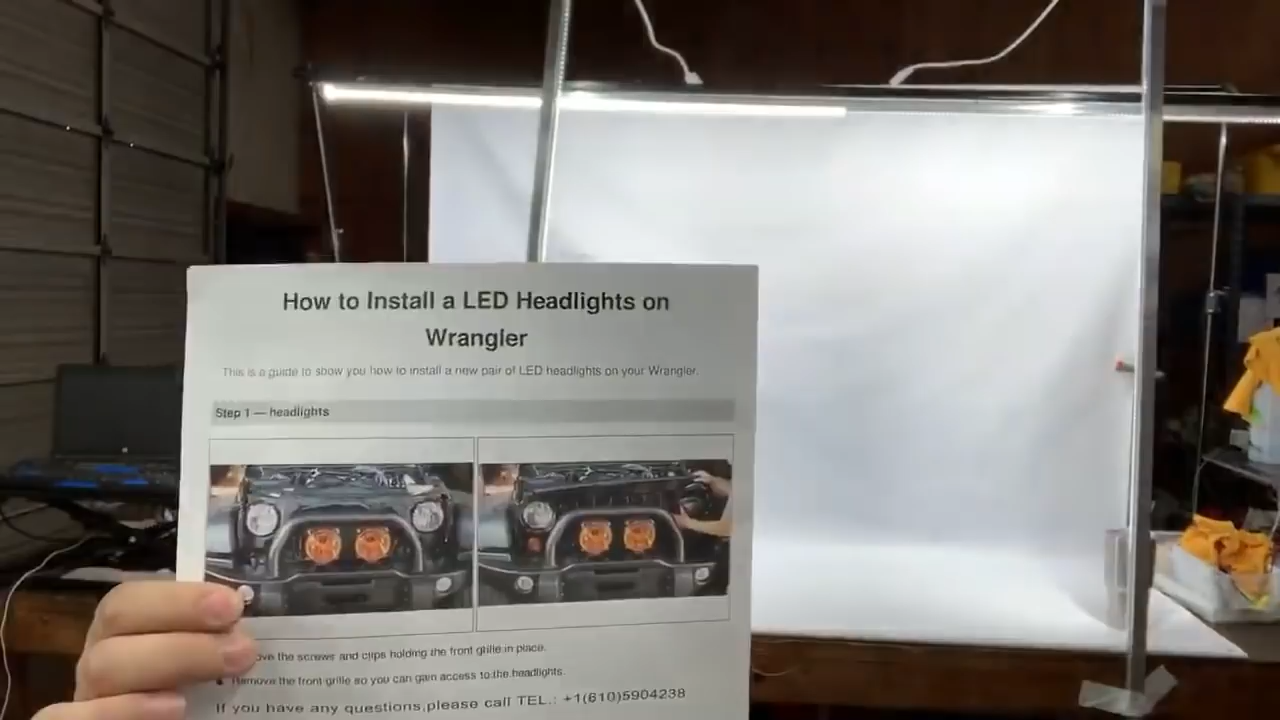 How to Install a LED Headlights on
Wrangler
This is a guide to show you how to install a new pair of LED headlights on your Wrangler.
Step 1 — headlights
ove the screws and clips holding the front grille in place.
Remove the front grille so you can gain access to the headlights.
If you have any questions,please call TEL.: +1(610)5904238